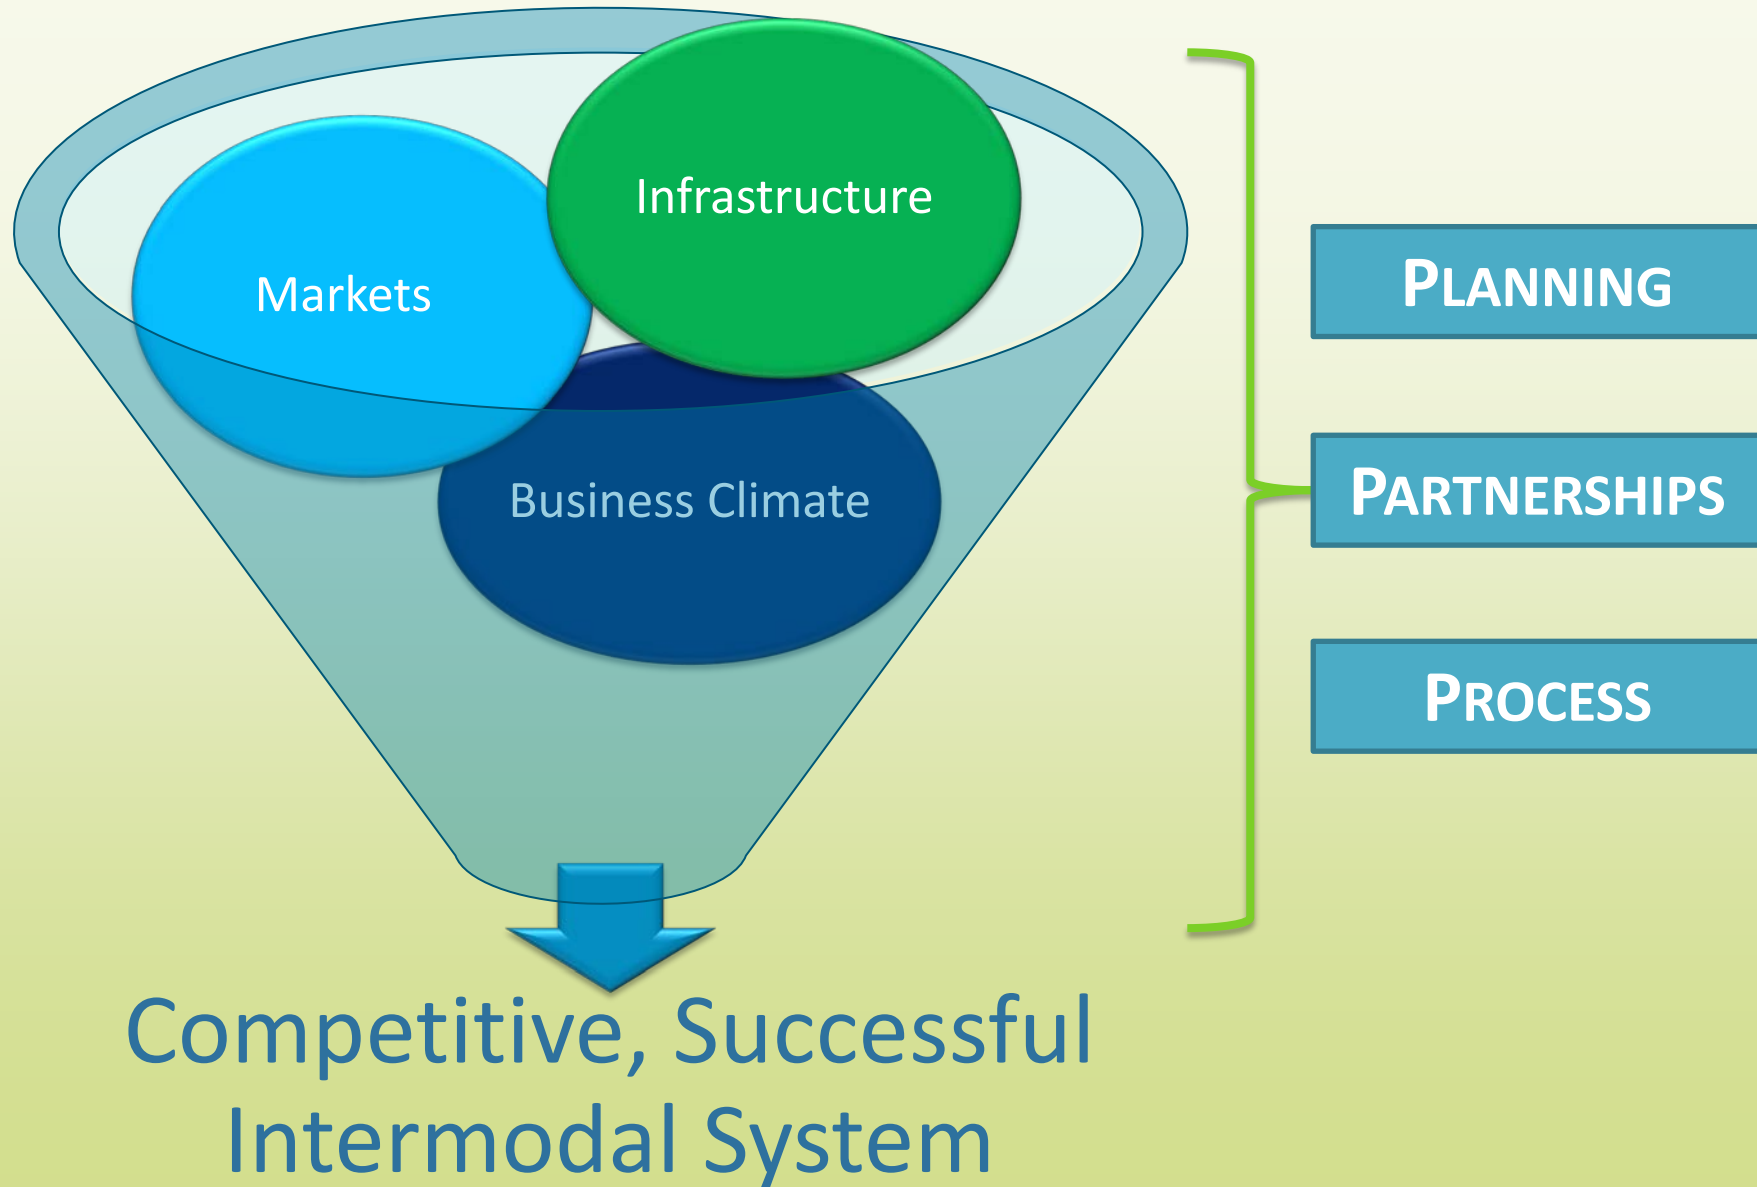 Infrastructure
Markets
Business Climate
Competitive, Successful
Intermodal System
PLANNING
PARTNERSHIPS
PROCESS